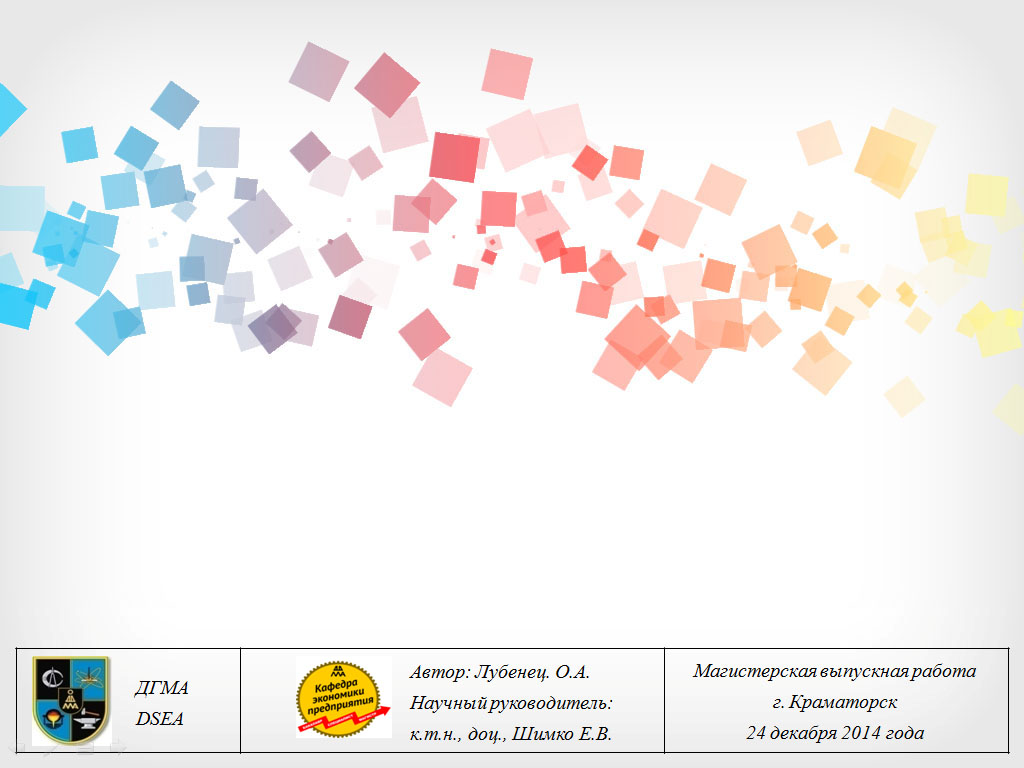 ДГМА
DSEA
Кафедра
экономики
предприятия
Автор: Лубенец. О.А.
Научный руководитель:
к.т.н., доц., Шимко Е.В.
Магистерская выпускная работа
г. Краматорск
24 декабря 2014 года